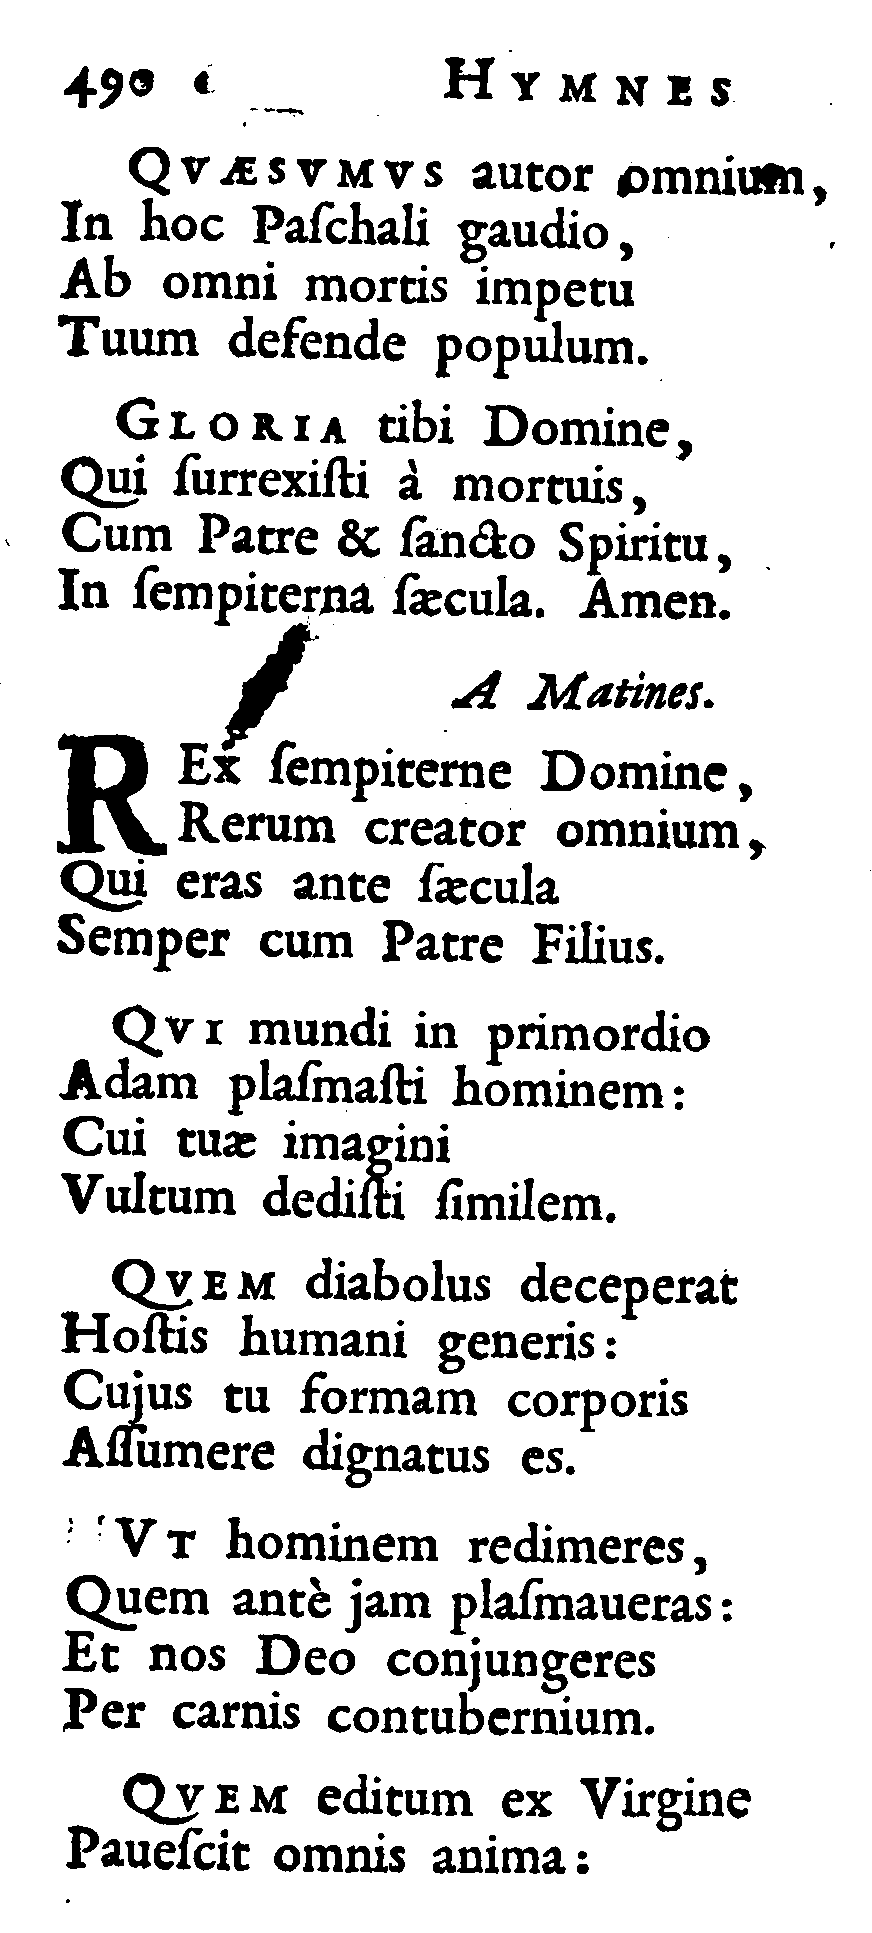 490 HYMNES
QVÆSVMVS autor omnium,
In hoc Paſchali gaudio,
Ab omni mortis impetu
Tuum defende populum.
GLORIA tibi Domine,
Qui ſurrexiſti à mortuis,
Cum Patre & ſancto Spiritu,
In ſempiterna ſæcula. Amen.
A Matines.
REx ſempiterne Domine,
Rerum creator omnium,
Qui eras ante ſæcula
Semper cum Patre Filius.
QVI mundi in primordio
Adam plaſmaſti hominem:
Cui tuæ imagini
Vultum dediſti ſimilem.
QVEM diabolus deceperat
Hoſtis humani generis:
Cujus tu formam corporis
Aſſumere dignatus es.
VT hominem redimeres,
Quem antè jam plaſmaueras:
Et nos Deo conjungeres
Per carnis contubernium.
QVEM editum ex Virgine
Paueſcit omnis anima: